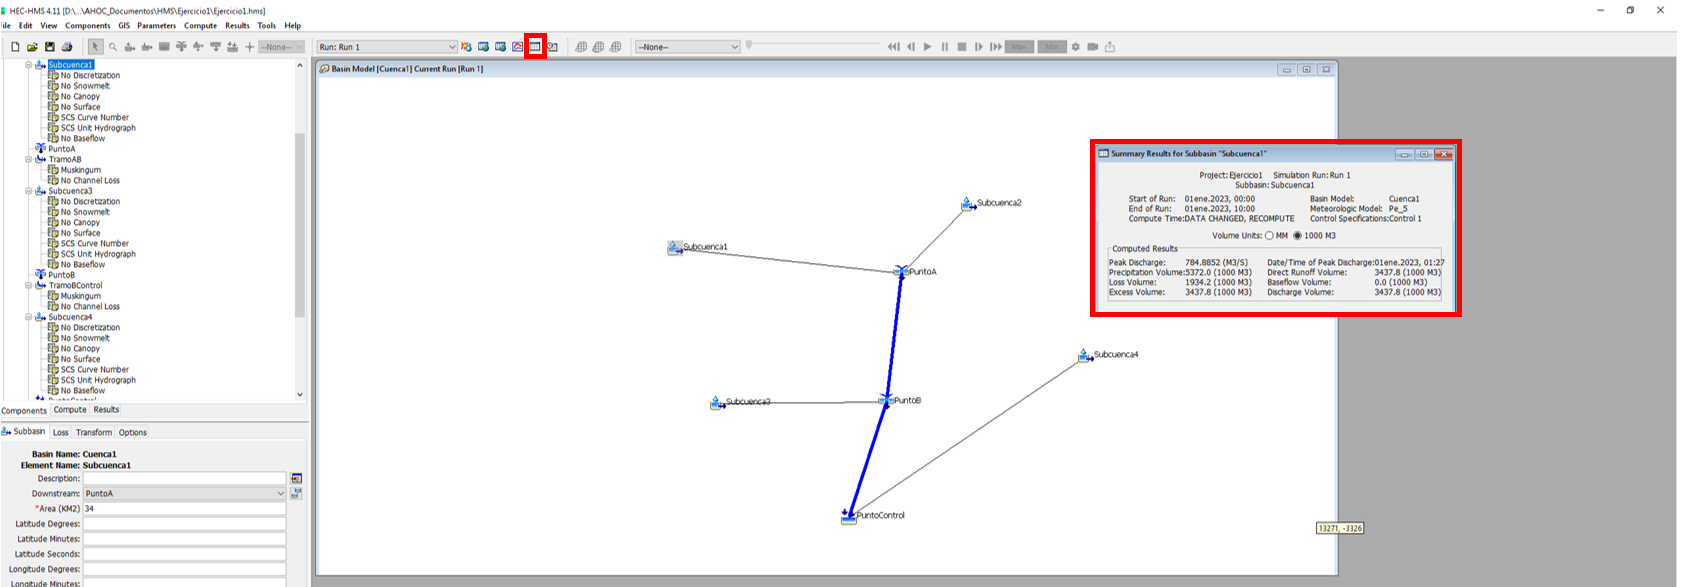 HEC-HMS 4.11 [D:\...\AHOC_Documentos\HMS\Ejercicio1\Ejercicio1.hms]
File Edit View Components GIS Parameters Compute Results Tools Help
--None--
Run: Run 1
--None--
Max
Min
Subcuenca1
No Discretization
No Snowmelt
No Canopy
No Surface
SCS Curve Number
SCS Unit Hydrograph
No Baseflow
PuntoA
TramoAB
Muskingum
No Channel Loss
Subcuenca3
No Discretization
No Snowmelt
No Canopy
No Surface
SCS Curve Number
SCS Unit Hydrograph
No Baseflow
PuntoB
TramoBControl
Muskingum
No Channel Loss
Subcuenca4
No Discretization
No Snowmelt
No Canopy
No Surface
SCS Curve Number
SCS Unit Hydrograph
No Baseflow
Components Compute Results
Subbasin Loss Transform Options
Basin Name: Cuenca1
Element Name: Subcuenca1
Description:
Downstream: PuntoA
*Area (KM2) 34
Latitude Degrees:
Latitude Minutes:
Latitude Seconds:
Longitude Degrees:
Longitude Minutes:
Basin Model [Cuenca1] Current Run [Run 1]
Subcuenca2
Subcuenca1
PuntoA
Subcuenca4
Subcuenca3
PuntoB
PuntoControl
13271, -3326
Summary Results for Subbasin "Subcuenca1"
Project: Ejercicio1 Simulation Run: Run 1
Subbasin: Subcuenca1
Start of Run: 01ene.2023, 00:00 Basin Model: Cuenca1
End of Run: 01ene.2023, 10:00 Meteorologic Model: Pe_5
Compute Time:DATA CHANGED, RECOMPUTE Control Specifications:Control 1
Volume Units: MM 1000 M3
Computed Results
Peak Discharge: 784.8852 (M3/S) Date/Time of Peak Discharge:01ene.2023, 01:27
Precipitation Volume:5372.0 (1000 M3) Direct Runoff Volume: 3437.8 (1000 M3)
Loss Volume: 1934.2 (1000 M3) Baseflow Volume: 0.0 (1000 M3)
Excess Volume: 3437.8 (1000 M3) Discharge Volume: 3437.8 (1000 M3)